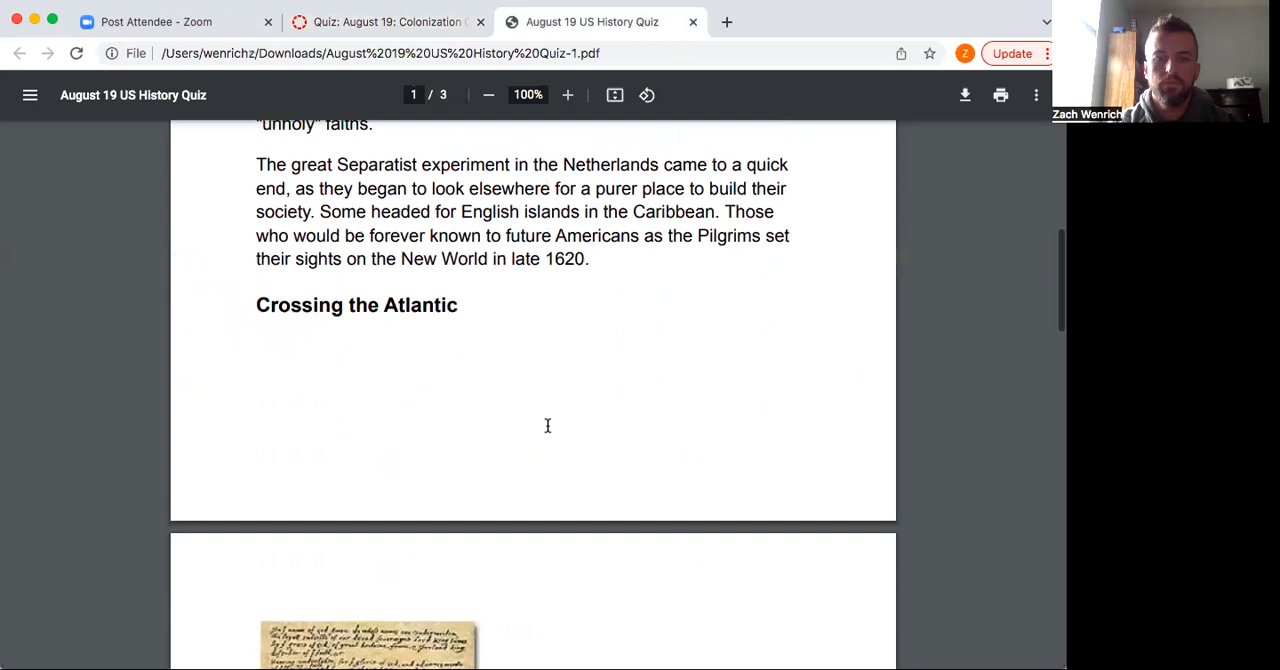 Post Attendee - Zoom
Quiz: August 19: Colonization
August 19 US History Quiz
File
/Users/wenrichz/Downloads/August%2019%20US%20History%20Quiz-1.pdf
Z
Update
August 19 US History Quiz
1 / 3
100%
Zach Wenrich
"unholy" faiths.
The great Separatist experiment in the Netherlands came to a quick
end, as they began to look elsewhere for a purer place to build their
society. Some headed for English islands in the Caribbean. Those
who would be forever known to future Americans as the Pilgrims set
their sights on the New World in late 1620.
Crossing the Atlantic